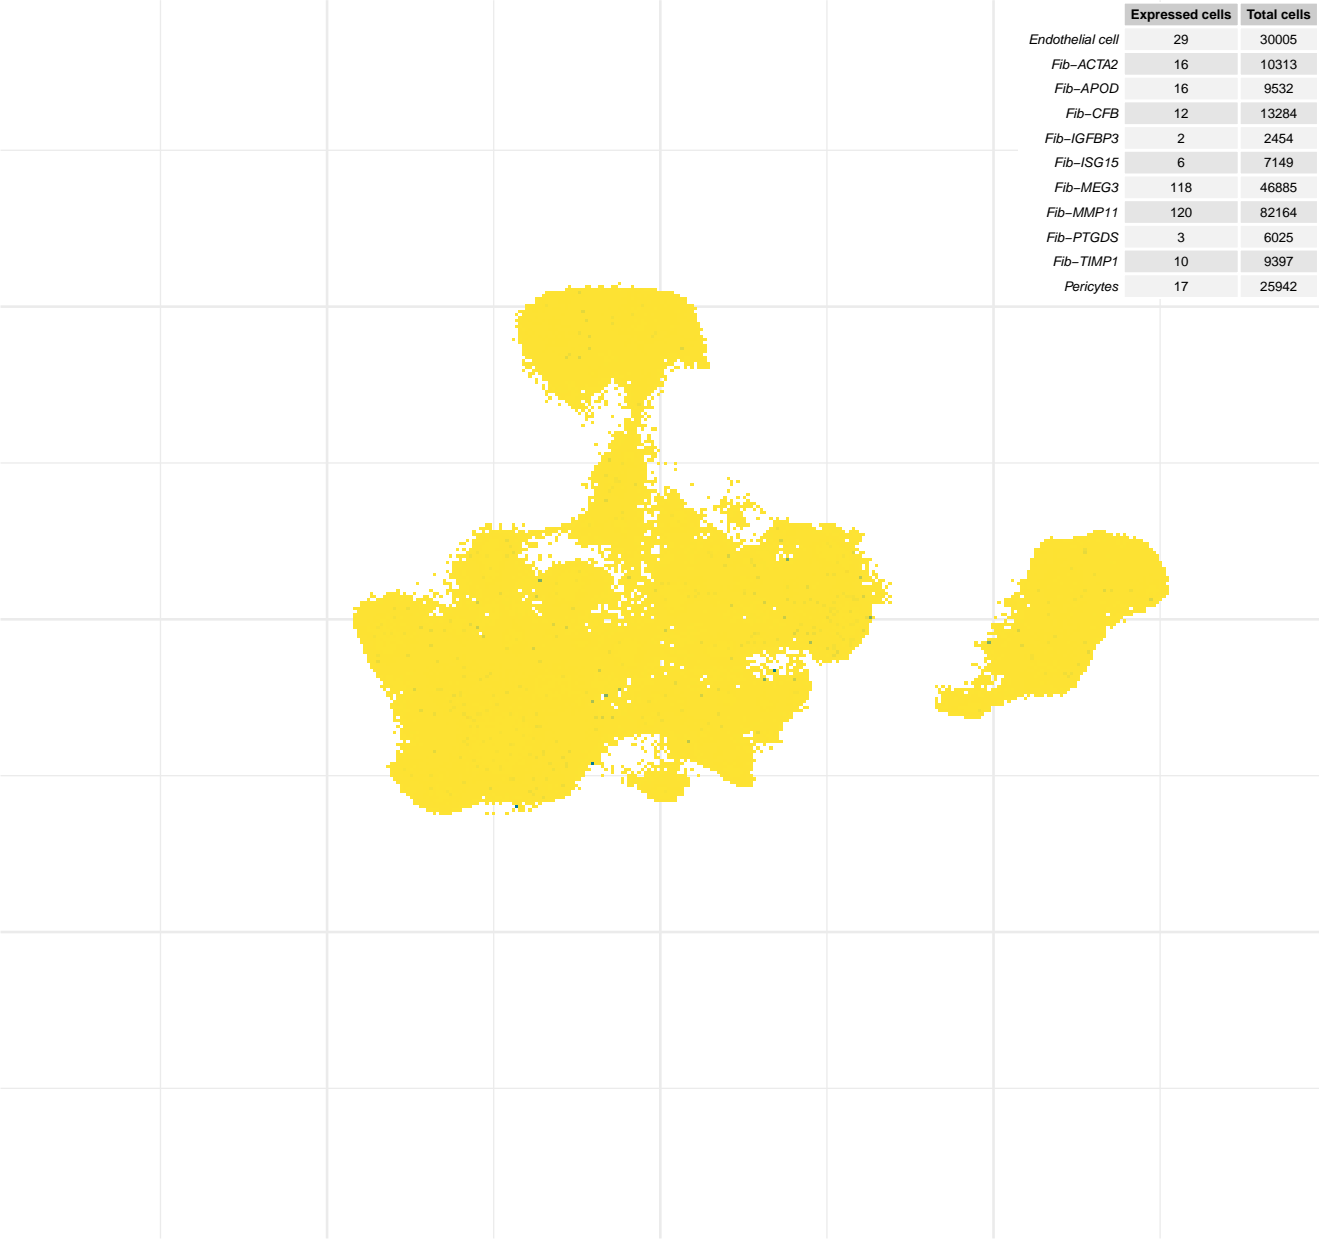 Expressed cells Total cells
Endothelial cell 29 30005
Fib−ACTA2 16 10313
Fib−APOD 16 9532
Fib−CFB 12 13284
Fib−IGFBP3 2 2454
Fib−ISG15 6 7149
Fib−MEG3 118 46885
Fib−MMP11 120 82164
Fib−PTGDS 3 6025
Fib−TIMP1 10 9397
Pericytes 17 25942